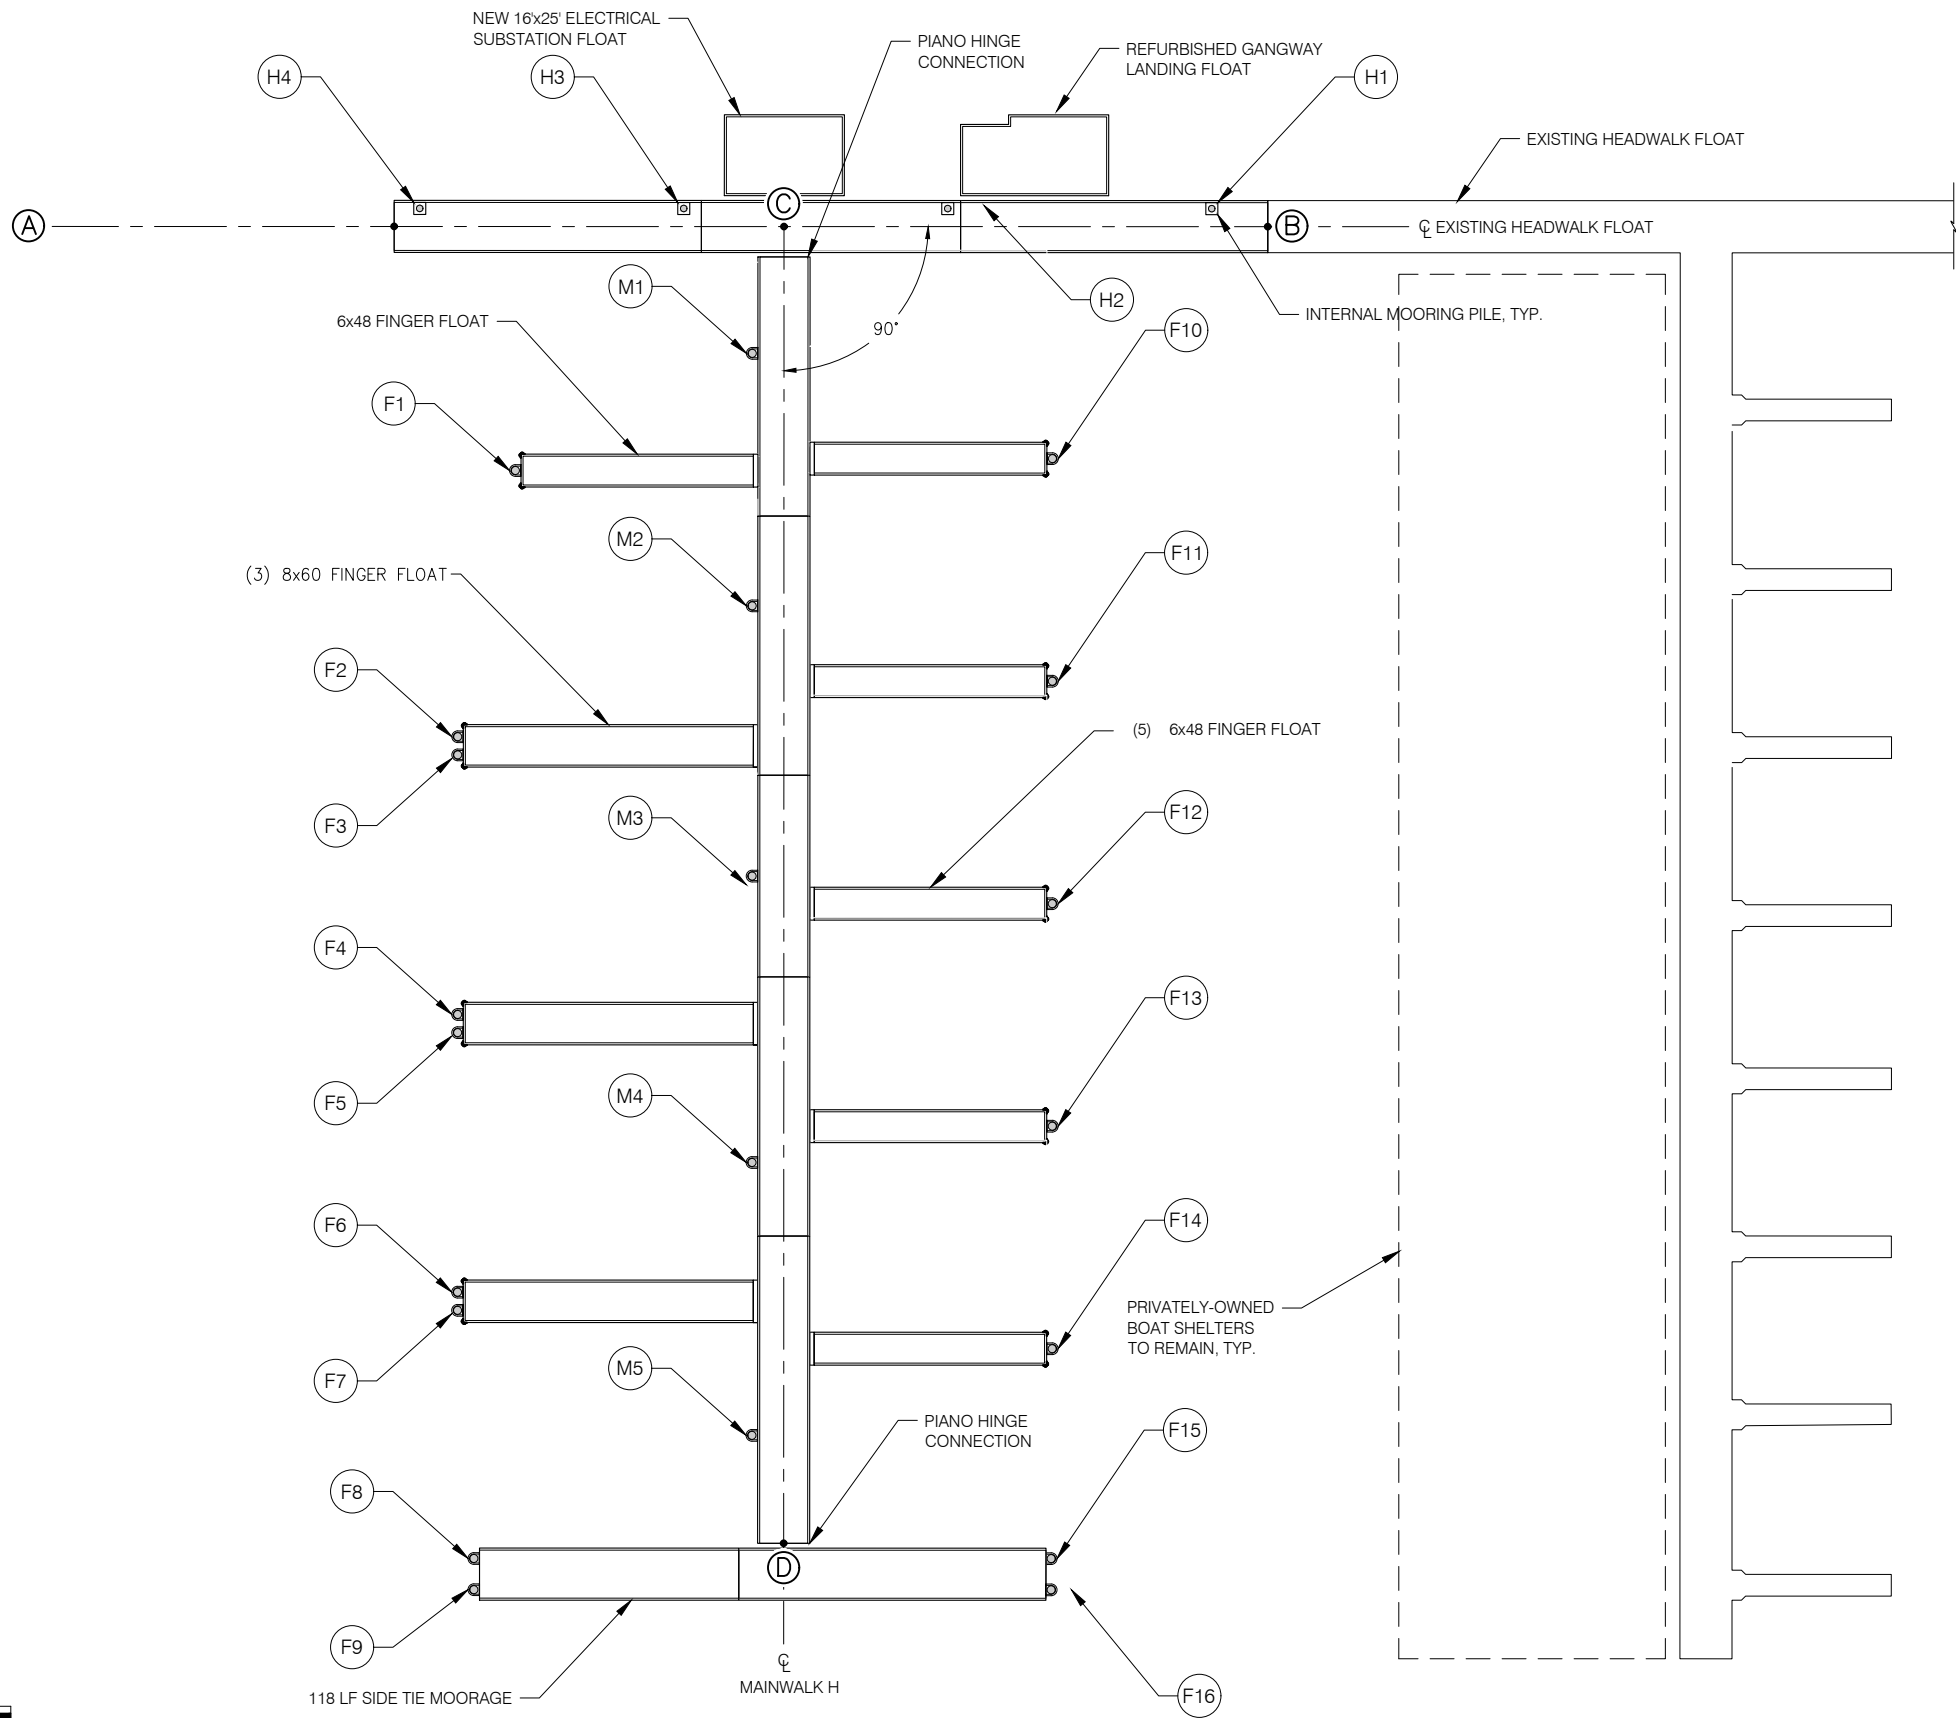 NEW 16'x25' ELECTRICAL
SUBSTATION FLOAT
PIANO HINGE
CONNECTION
REFURBISHED GANGWAY
LANDING FLOAT
H4
H3
H1
EXISTING HEADWALK FLOAT
A
C
B
℄ EXISTING HEADWALK FLOAT
M1
H2
6x48 FINGER FLOAT
90°
INTERNAL MOORING PILE, TYP.
F10
F1
M2
F11
(3) 8x60 FINGER FLOAT
F2
(5) 6x48 FINGER FLOAT
F3
M3
F12
F4
F13
F5
M4
F6
F14
PRIVATELY-OWNED
BOAT SHELTERS
TO REMAIN, TYP.
F7
M5
PIANO HINGE
CONNECTION
F15
F8
D
F9
℄
MAINWALK H
118 LF SIDE TIE MOORAGE
F16